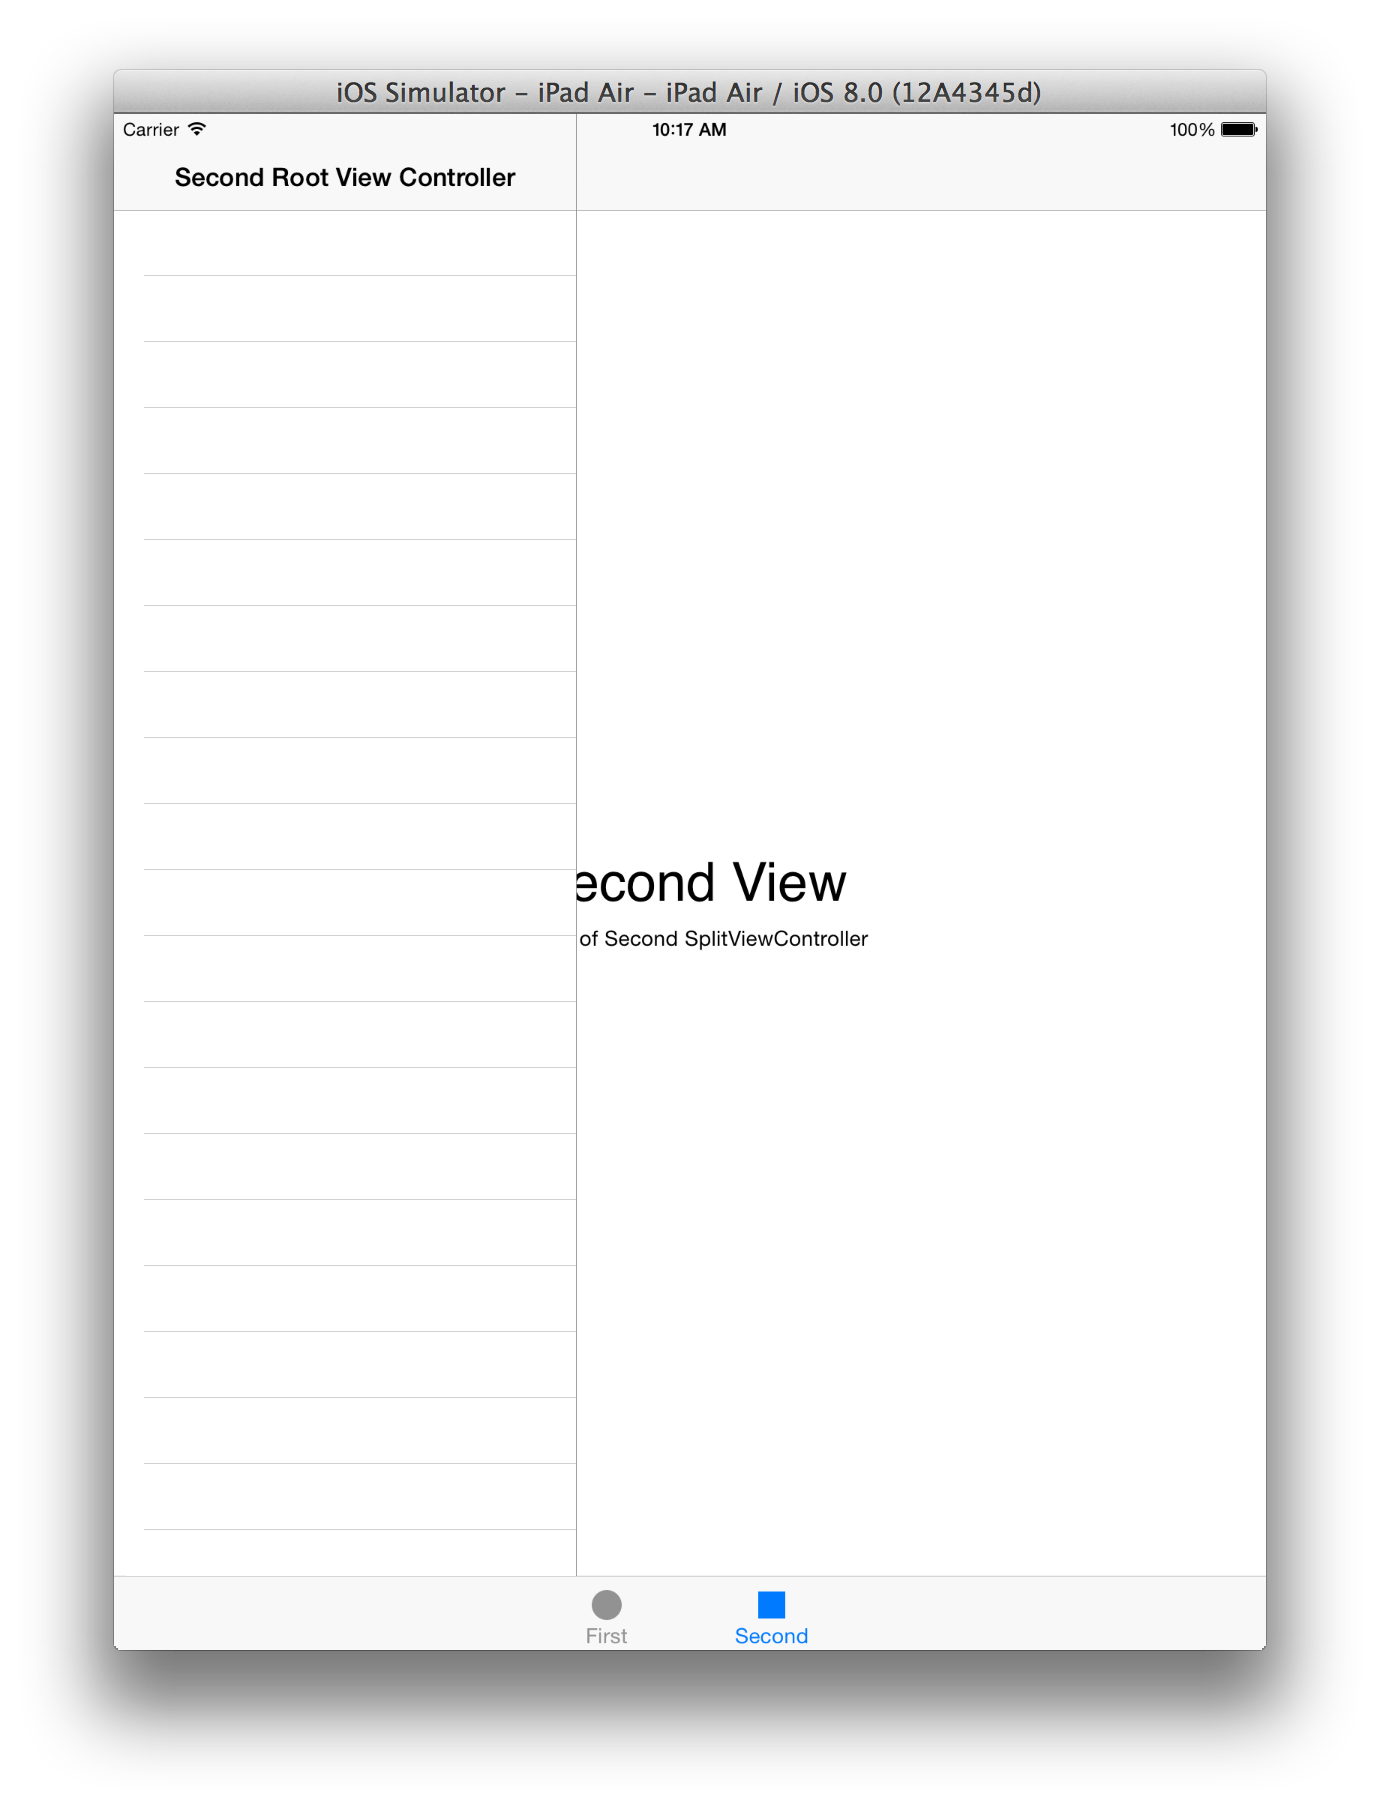 iOS Simulator – iPad Air – iPad Air / iOS 8.0 (12A4345d)
Carrier 10:17 AM 100%
Second Root View Controller
econd View
of Second SplitViewController
First Second